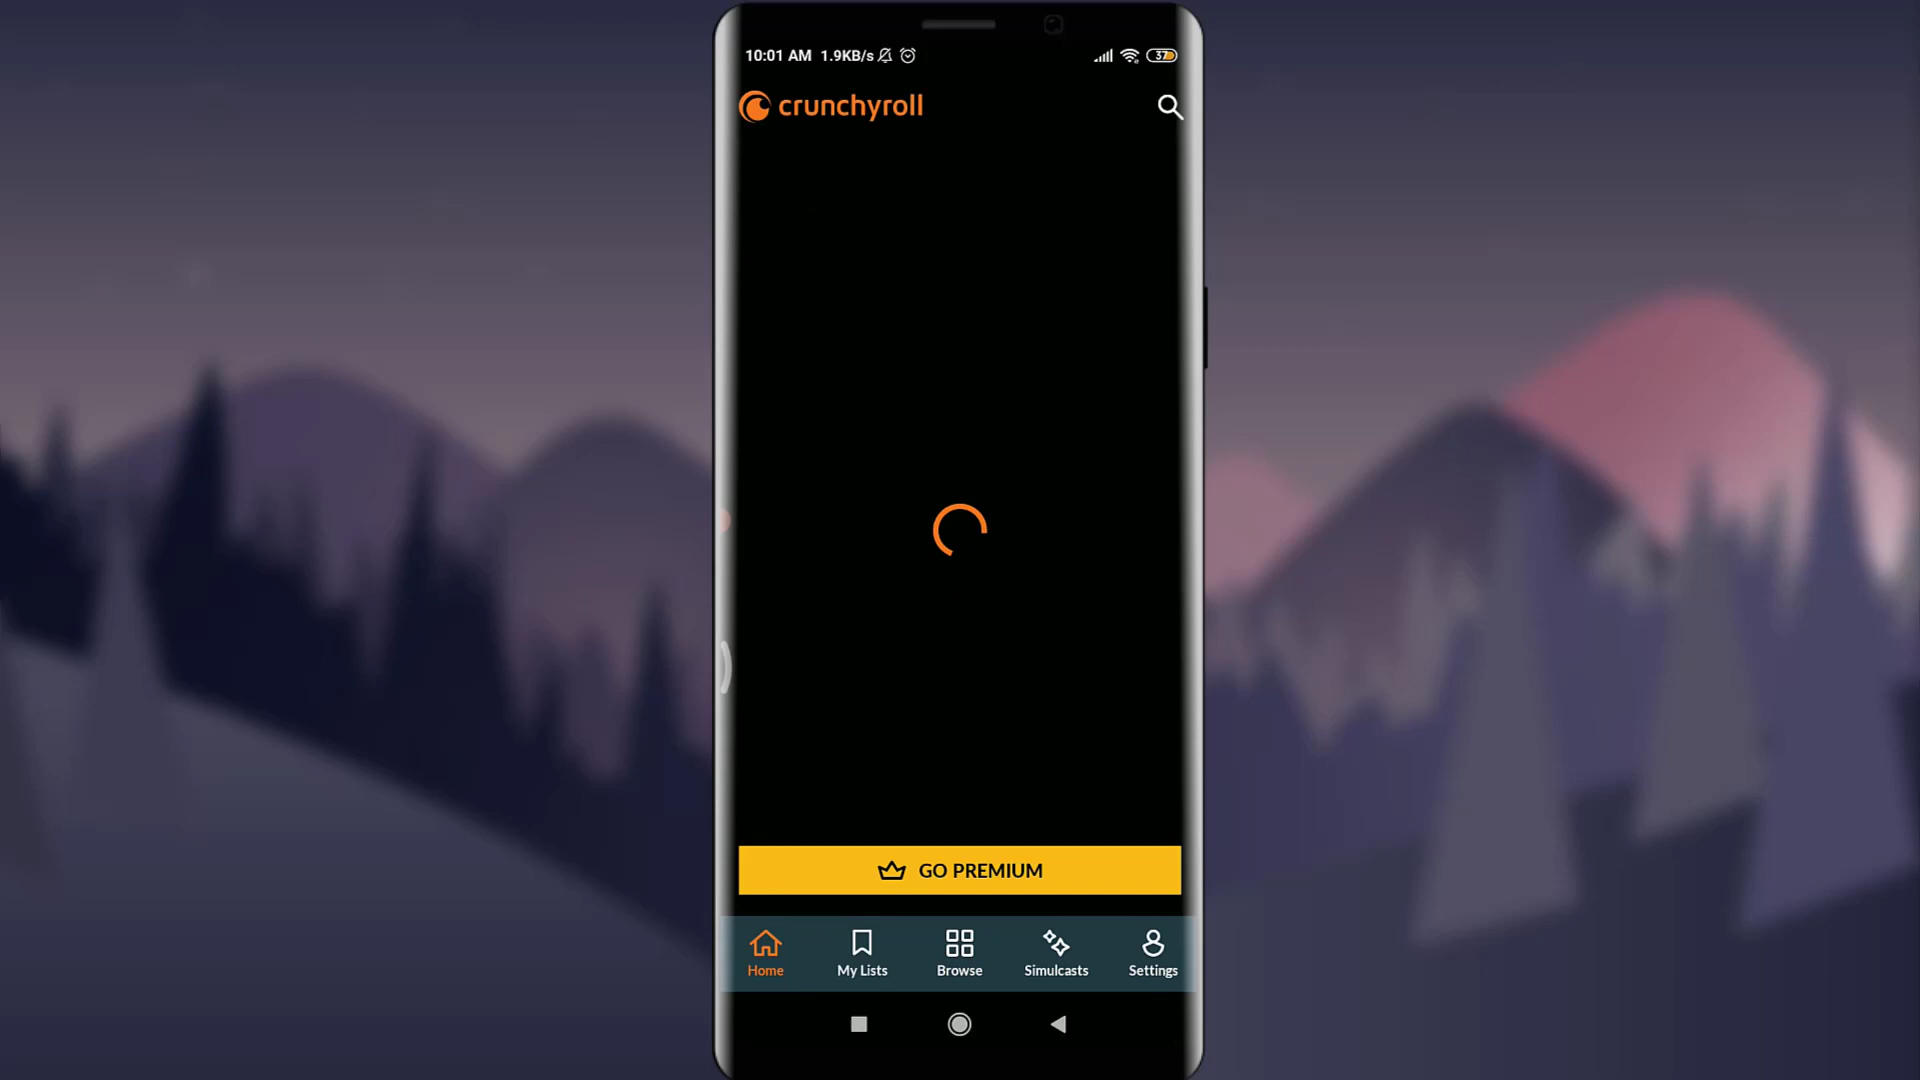 10:01 AM 1.9KB/s 37
crunchyroll
GO PREMIUM
Home My Lists Browse Simulcasts Settings